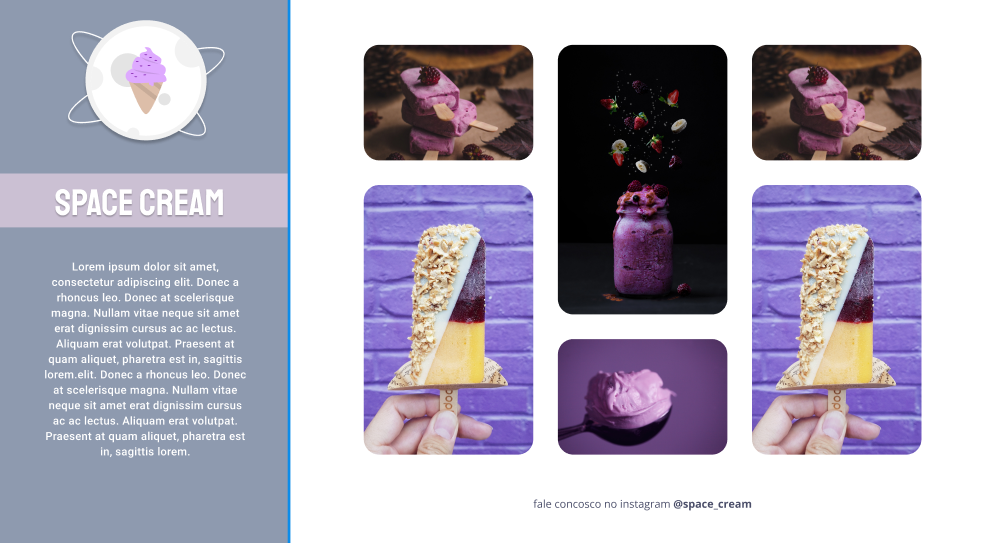 SPACE CREAM
Lorem ipsum dolor sit amet,
consectetur adipiscing elit. Donec a
rhoncus leo. Donec at scelerisque
magna. Nullam vitae neque sit amet
erat dignissim cursus ac ac lectus.
Aliquam erat volutpat. Praesent at
quam aliquet, pharetra est in, sagittis
lorem.elit. Donec a rhoncus leo. Donec
at scelerisque magna. Nullam vitae
neque sit amet erat dignissim cursus
ac ac lectus. Aliquam erat volutpat.
Praesent at quam aliquet, pharetra est
in, sagittis lorem.
fale concosco no instagram @space_cream